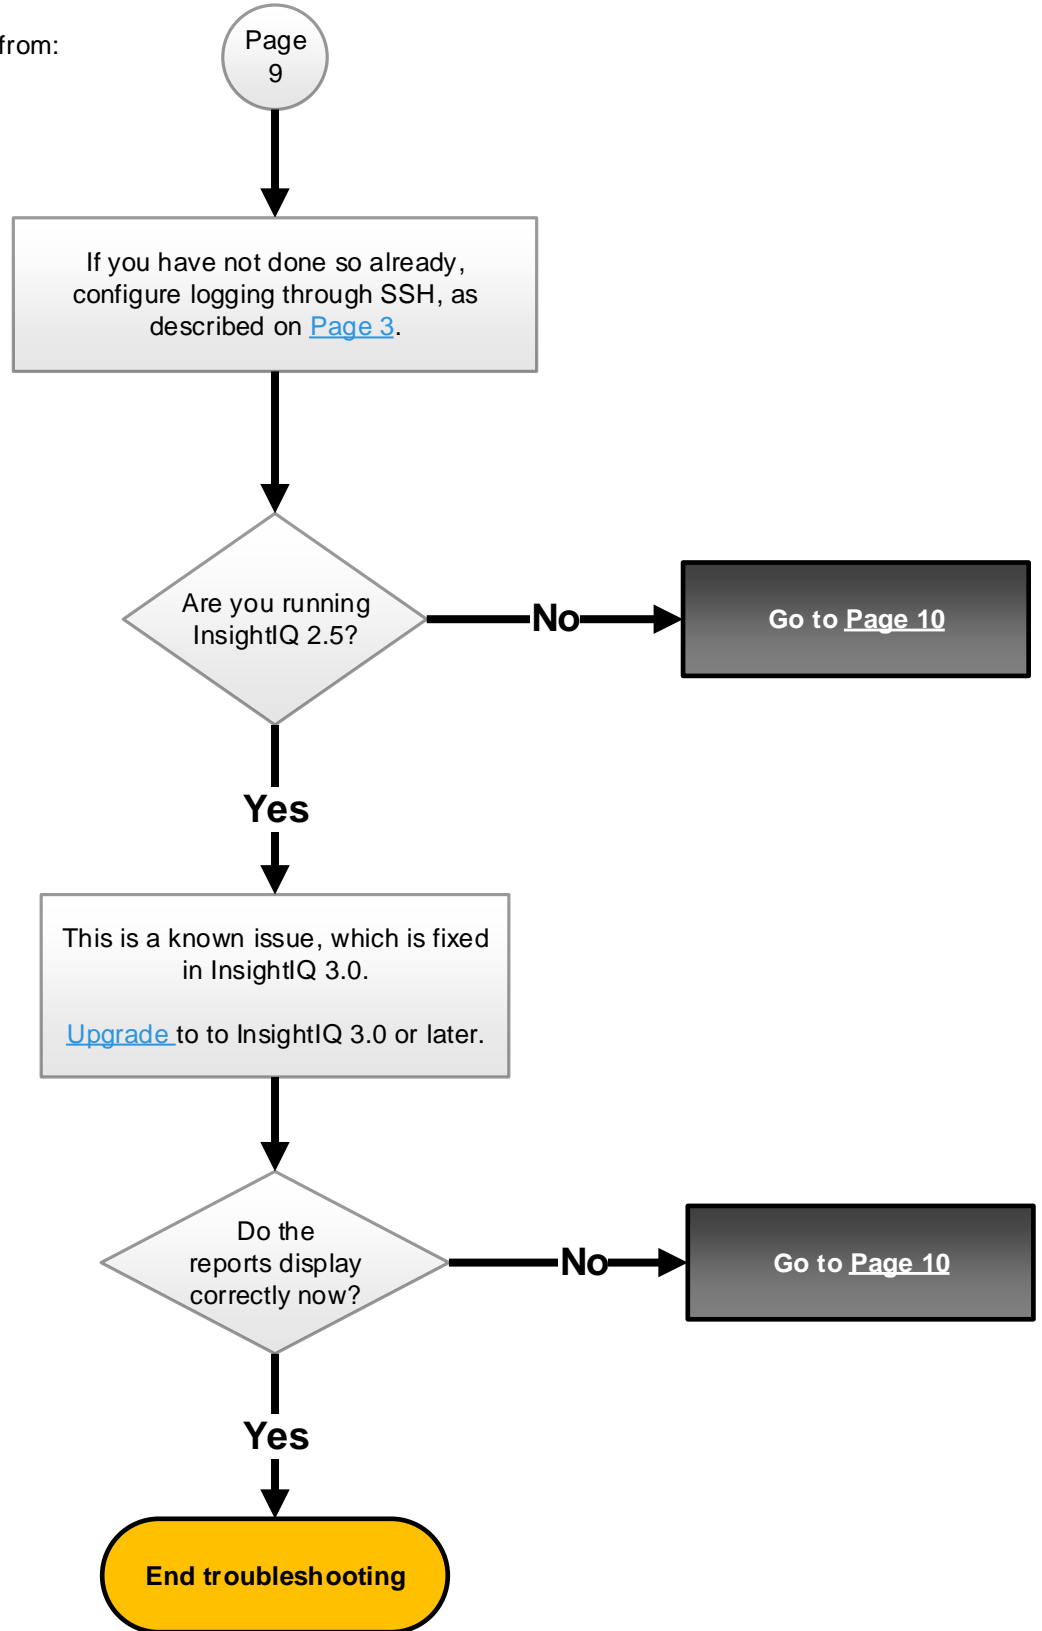 from:
Page
9
If you have not done so already,
configure logging through SSH, as
described on Page 3.
Are you running
InsightIQ 2.5?
No
Go to Page 10
Yes
This is a known issue, which is fixed
in InsightIQ 3.0.
Upgrade to to InsightIQ 3.0 or later.
Do the
reports display
correctly now?
No
Go to Page 10
Yes
End troubleshooting